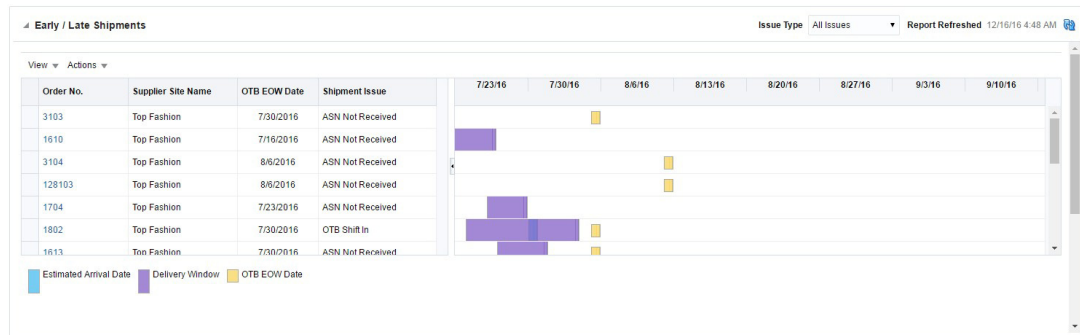 Early / Late Shipments Issue Type All Issues Report Refreshed 12/16/16 4:48 AM
View Actions
Order No. Supplier Site Name OTB EOW Date Shipment Issue 7/23/16 7/30/16 8/6/16 8/13/16 8/20/16 8/27/16 9/3/16 9/10/16
3103 Top Fashion 7/30/2016 ASN Not Received
1610 Top Fashion 7/16/2016 ASN Not Received
3104 Top Fashion 8/6/2016 ASN Not Received
128103 Top Fashion 8/6/2016 ASN Not Received
1704 Top Fashion 7/23/2016 ASN Not Received
1802 Top Fashion 7/30/2016 OTB Shift In
1613 Top Fashion 7/30/2016 ASN Not Received
Estimated Arrival Date Delivery Window OTB EOW Date